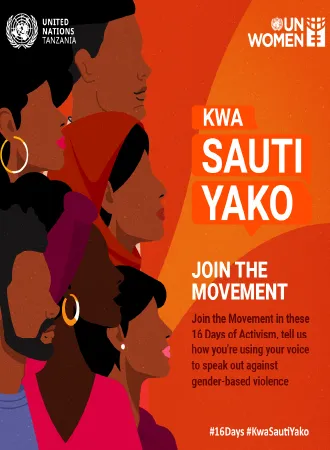 UNITED
NATIONS
TANZANIA
UN
WOMEN
KWA
SAUTI
YAKO
JOIN THE
MOVEMENT
Join the Movement in these
16 Days of Activism, tell us
how you're using your voice
to speak out against
gender-based violence
#16Days #KwaSautiYako